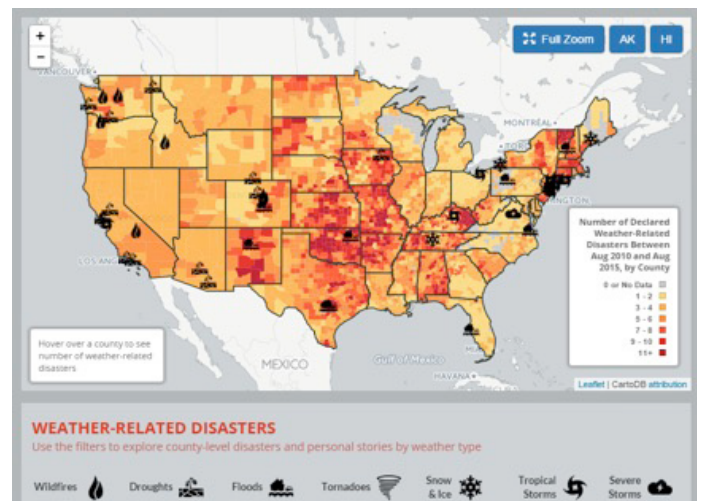 +
Full Zoom
AK
HI
−
VANCOUVER
MONTRÉAL
LOS ANG
MEXICO
Gulf Of Mexico
HAVANA
Number of Declared
Weather-Related
Disasters Between
Aug 2010 and Aug
2015, by County
0 or No Data
1 - 2
3 - 4
5 - 6
7 - 8
9 - 10
11+
Hover over a county to see
number of weather-related
disasters
Leaflet | CartoDB attribution
WEATHER-RELATED DISASTERS
Use the filters to explore county-level disasters and personal stories by weather type
Wildfires
Droughts
Floods
Tornadoes
Snow
& Ice
Tropical
Storms
Severe
Storms